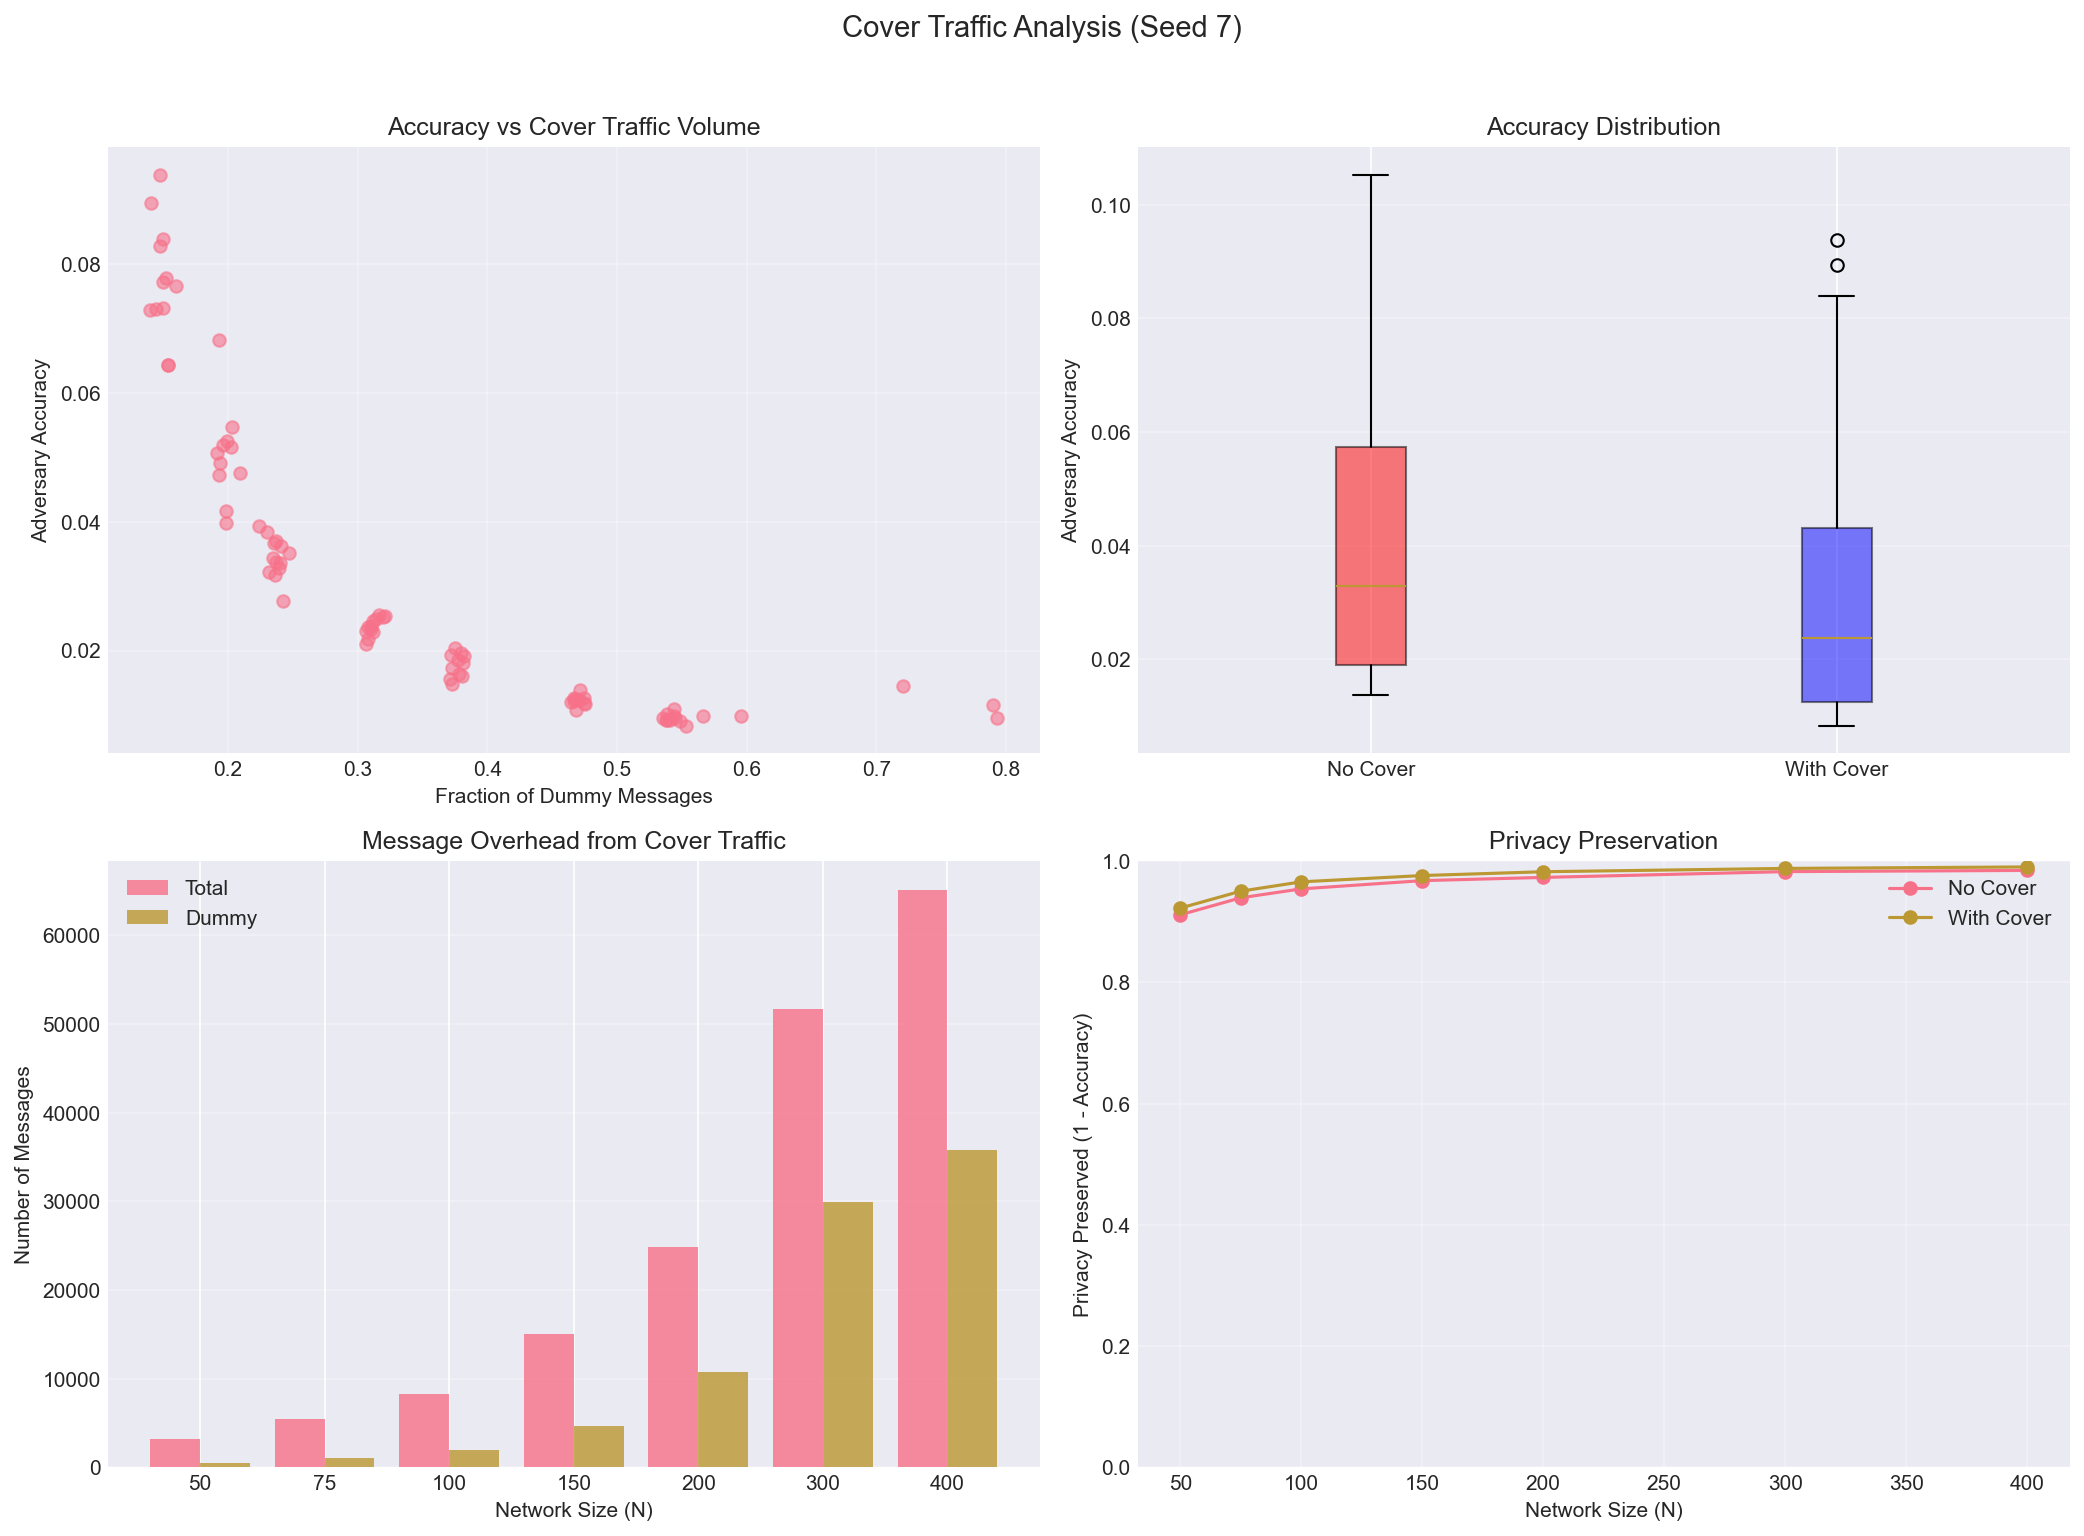 Cover Traffic Analysis (Seed 7)
Accuracy vs Cover Traffic Volume
Adversary Accuracy
0.08
0.06
0.04
0.02
0.2 0.3 0.4 0.5 0.6 0.7 0.8
Fraction of Dummy Messages
Accuracy Distribution
Adversary Accuracy
0.10
0.08
0.06
0.04
0.02
No Cover With Cover
Message Overhead from Cover Traffic
Total
Dummy
Number of Messages
60000
50000
40000
30000
20000
10000
0
50 75 100 150 200 300 400
Network Size (N)
Privacy Preservation
No Cover
With Cover
Privacy Preserved (1 - Accuracy)
1.0
0.8
0.6
0.4
0.2
0.0
50 100 150 200 250 300 350 400
Network Size (N)